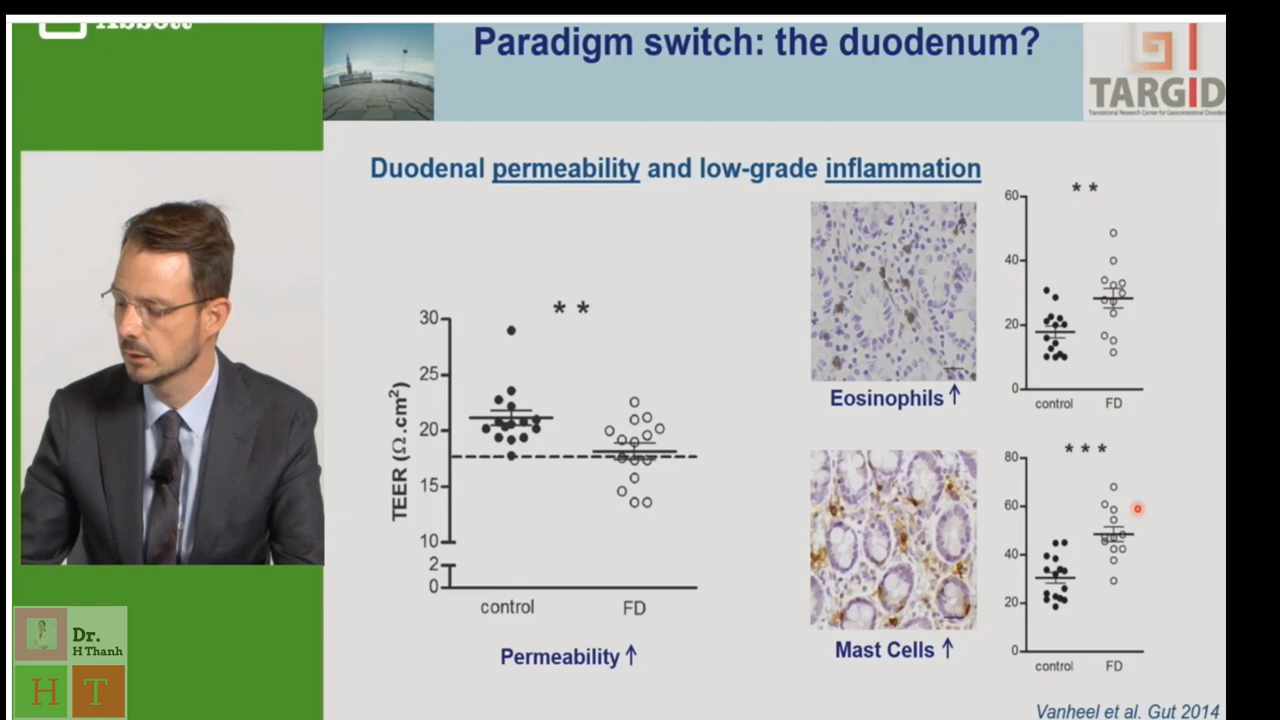 Abbott
Paradigm switch: the duodenum?
TARGID
Translational Research Center for Gastrointestinal Disorders
Duodenal permeability and low-grade inflammation
30
25
20
15
10
2
0
TEER (Ω.cm²)
* *
control FD
Permeability ↑
Eosinophils ↑
60
40
20
0
* *
control FD
Mast Cells ↑
80
60
40
20
0
* * *
control FD
Vanheel et al. Gut 2014
Dr.
H Thanh
H T